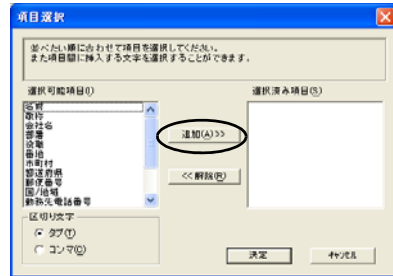 項目選択
並べたい順に合わせて項目を選択してください。
また項目間に挿入する文字を選択することができます。
選択可能項目(I)
選択済み項目(S)
名前
敬称
会社名
部署
役職
番地
市町村
都道府県
郵便番号
国/地域
勤務先電話番号
追加(A)>>
<<解除(R)
区切り文字
タブ(T)
コンマ(O)
決定
キャンセル